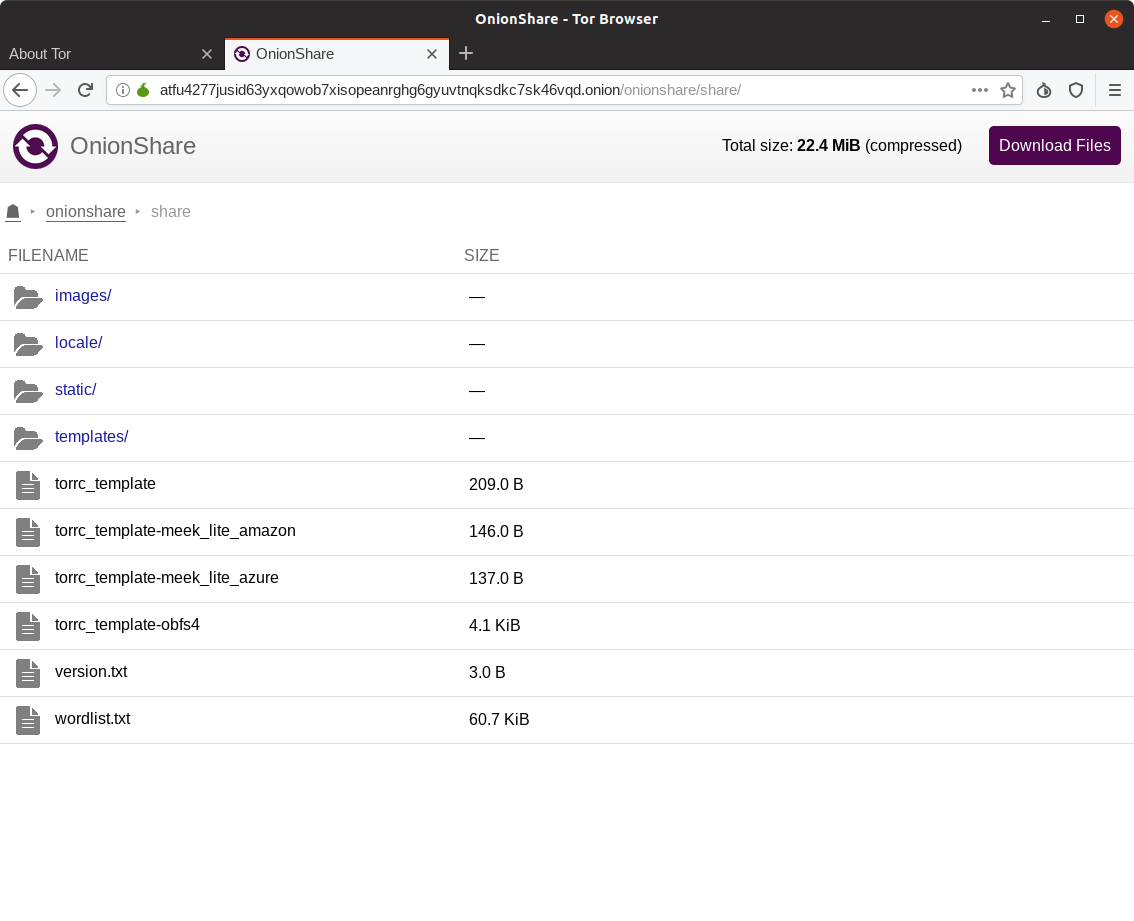 OnionShare - Tor Browser
About Tor
OnionShare
atfu4277jusid63yxqowob7xisopeanrghg6gyuvtnqksdkc7sk46vqd.onion/onionshare/share/
OnionShare
Total size: 22.4 MiB (compressed)
Download Files
onionshare ▸ share
FILENAME SIZE
images/ —
locale/ —
static/ —
templates/ —
torrc_template 209.0 B
torrc_template-meek_lite_amazon 146.0 B
torrc_template-meek_lite_azure 137.0 B
torrc_template-obfs4 4.1 KiB
version.txt 3.0 B
wordlist.txt 60.7 KiB